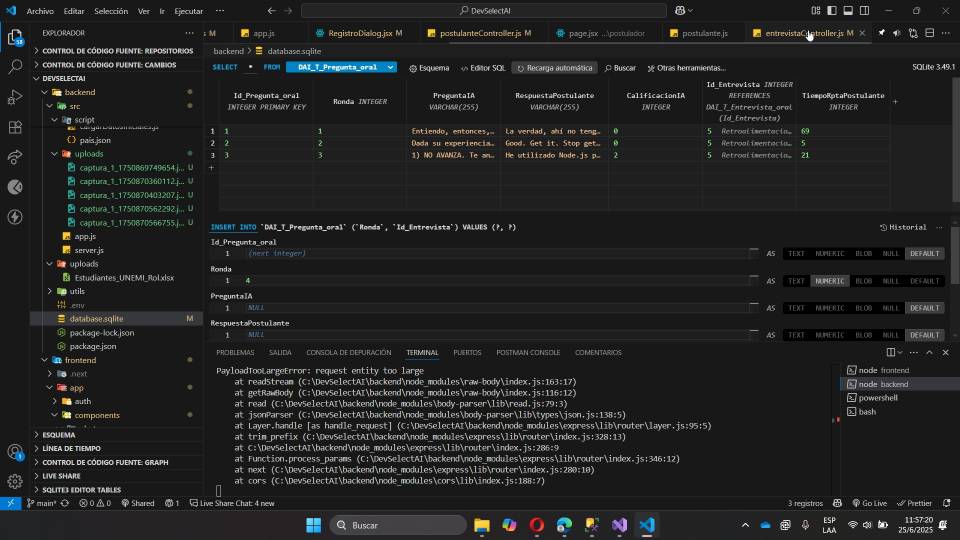 Archivo Editar Selección Ver Ir Ejecutar ··· DevSelectAI
M app.js RegistroDialog.jsx M postulanteController.js M page.jsx ...\postulador postulante.js entrevistaController.js M
EXPLORADOR
CONTROL DE CÓDIGO FUENTE: REPOSITORIOS
CONTROL DE CÓDIGO FUENTE: CAMBIOS
DEVSELECTAI
backend
src
script
cargarDatosIniciales.js
pais.json
uploads
captura_1_1750869749654.j... U
captura_1_1750870360112.j... U
captura_1_1750870403207.j... U
captura_1_1750870562292.j... U
captura_1_1750870566755.j... U
app.js
server.js
uploads
Estudiantes_UNEMI_Rol.xlsx
utils
.env
database.sqlite M
package-lock.json
package.json
frontend
.next
app
auth
components
ESQUEMA
LÍNEA DE TIEMPO
CONTROL DE CÓDIGO FUENTE: GRAPH
LIVE SHARE
SQLITE3 EDITOR TABLES
backend > database.sqlite
SELECT * FROM DAI_T_Pregunta_oral Esquema Editor SQL Recarga automática Buscar Otras herramientas... SQLite 3.49.1
Id_Pregunta_oral INTEGER PRIMARY KEY
Ronda INTEGER
PreguntaIA VARCHAR(255)
RespuestaPostulante VARCHAR(255)
CalificacionIA INTEGER
Id_Entrevista INTEGER REFERENCES DAI_T_Entrevista_oral (Id_Entrevista)
TiempoRptaPostulante INTEGER
+
1 1 1 Entiendo, entonces,… La verdad, ahí no teng… 0 5 Retroalimentacio… 69
2 2 2 Dada su experiencia… Good. Get it. Stop get… 0 5 Retroalimentacio… 5
3 3 3 1) NO AVANZA. Te an… He utilizado Node.js p… 2 5 Retroalimentacio… 21
+
INSERT INTO `DAI_T_Pregunta_oral` (`Ronda`, `Id_Entrevista`) VALUES (?, ?) Historial ···
Id_Pregunta_oral
1 (next integer) AS TEXT NUMERIC BLOB NULL DEFAULT
Ronda
1 4 AS TEXT NUMERIC BLOB NULL DEFAULT
PreguntaIA
1 NULL AS TEXT NUMERIC BLOB NULL DEFAULT
RespuestaPostulante
1 NULL AS TEXT NUMERIC BLOB NULL DEFAULT
PROBLEMAS SALIDA CONSOLA DE DEPURACIÓN TERMINAL PUERTOS POSTMAN CONSOLE COMENTARIOS
PayloadTooLargeError: request entity too large
at readStream (C:\DevSelectAI\backend\node_modules\raw-body\index.js:163:17)
at getRawBody (C:\DevSelectAI\backend\node_modules\raw-body\index.js:116:12)
at read (C:\DevSelectAI\backend\node_modules\body-parser\lib\read.js:79:3)
at jsonParser (C:\DevSelectAI\backend\node_modules\body-parser\lib\types\json.js:138:5)
at Layer.handle [as handle_request] (C:\DevSelectAI\backend\node_modules\express\lib\router\layer.js:95:5)
at trim_prefix (C:\DevSelectAI\backend\node_modules\express\lib\router\index.js:328:13)
at C:\DevSelectAI\backend\node_modules\express\lib\router\index.js:286:9
at Function.process_params (C:\DevSelectAI\backend\node_modules\express\lib\router\index.js:346:12)
at next (C:\DevSelectAI\backend\node_modules\express\lib\router\index.js:280:10)
at cors (C:\DevSelectAI\backend\node_modules\cors\lib\index.js:188:7)
node frontend
node backend
powershell
bash
main* 0 0 Shared 1 Live Share Chat: 4 new 3 registros Go Live Prettier
Buscar
ESP
LAA
11:57:20
25/6/2025